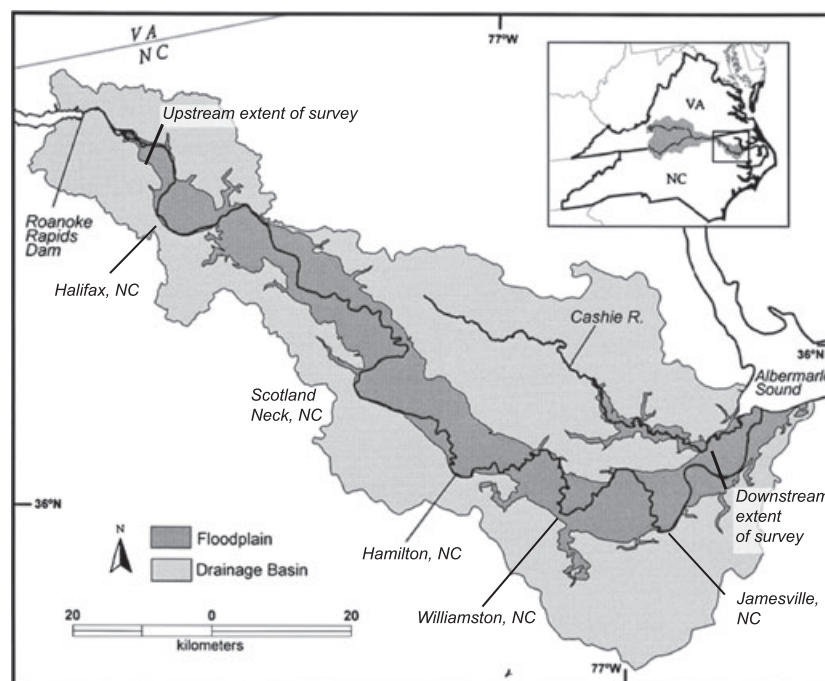 VA
NC
77°W
Upstream extent of survey
VA
NC
Roanoke
Rapids
Dam
Halifax, NC
Cashie R.
36°N
Albermarle
Sound
Scotland
Neck, NC
36°N
Downstream
extent
of survey
N
Floodplain
Drainage Basin
Hamilton, NC
Jamesville,
NC
Williamston, NC
20 0 20
kilometers
77°W